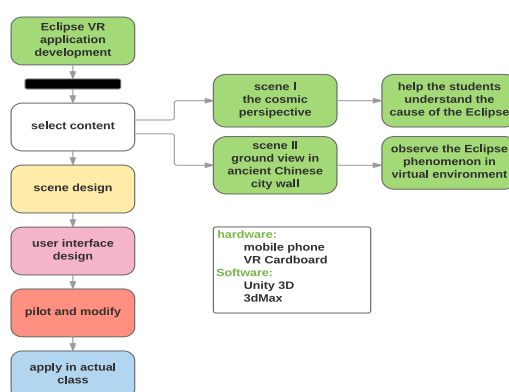 Eclipse VR
application
development
select content
scene design
user interface
design
pilot and modify
apply in actual
class
scene I
the cosmic
perspective
help the students
understand the
cause of the Eclipse
scene II
ground view in
ancient Chinese
city wall
observe the Eclipse
phenomenon in
virtual environment
hardware:
mobile phone
VR Cardboard
Software:
Unity 3D
3dMax